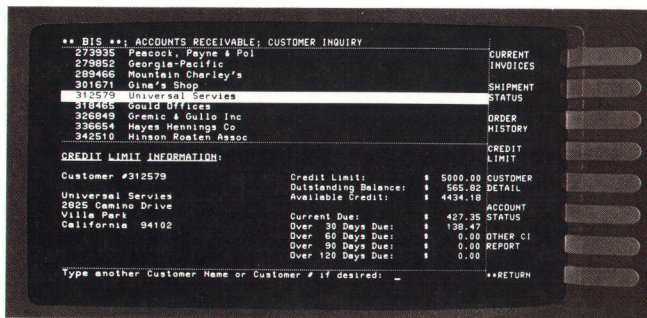 ** BIS **: ACCOUNTS RECEIVABLE: CUSTOMER INQUIRY
273935 Peacock, Payne & Pol
279852 Georgia-Pacific
289466 Mountain Charley's
301671 Gina's Shop
312579 Universal Servies
318465 Gould Offices
326849 Gremic & Gullo Inc
336654 Hayes Hennings Co
342510 Hinson Roaten Assoc
CREDIT LIMIT INFORMATION:
Customer #312579
Universal Servies
2825 Camino Drive
Villa Park
California 94102
Credit Limit: $ 5000.00
Outstanding Balance: $ 565.82
Available Credit: $ 4434.18
Current Due: $ 427.35
Over 30 Days Due: $ 138.47
Over 60 Days Due: $ 0.00
Over 90 Days Due: $ 0.00
Over 120 Days Due: $ 0.00
Type another Customer Name or Customer # if desired: _
CURRENT
INVOICES
SHIPMENT
STATUS
ORDER
HISTORY
CREDIT
LIMIT
CUSTOMER
DETAIL
ACCOUNT
STATUS
OTHER CI
REPORT
**RETURN